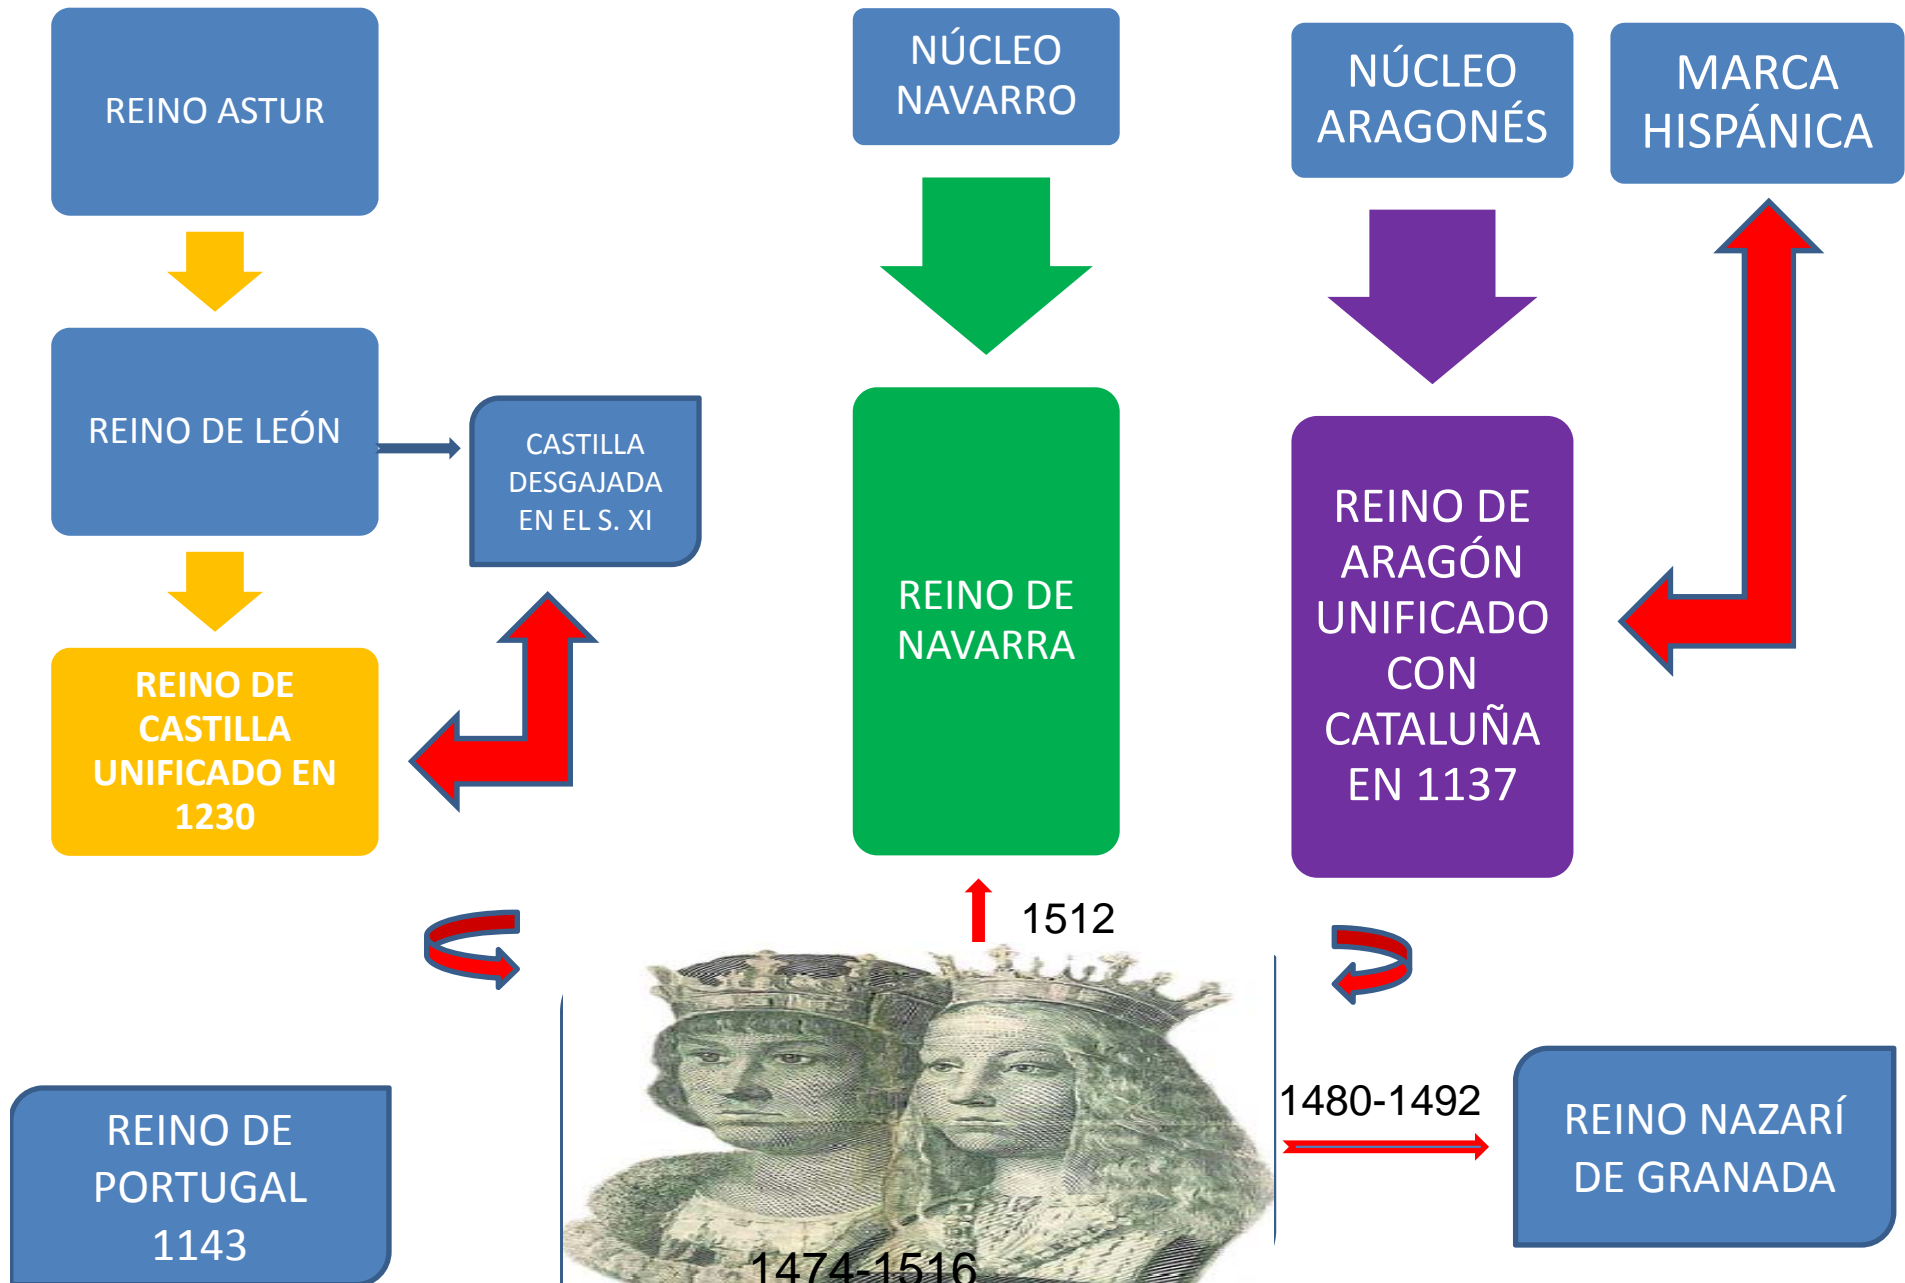 REINO ASTUR
NÚCLEO
NAVARRO
NÚCLEO
ARAGONÉS
MARCA
HISPÁNICA
REINO DE LEÓN
CASTILLA
DESGAJADA
EN EL S. XI
REINO DE
NAVARRA
REINO DE
ARAGÓN
UNIFICADO
CON
CATALUÑA
EN 1137
REINO DE
CASTILLA
UNIFICADO EN
1230
1512
1480-1492
REINO DE
PORTUGAL
1143
REINO NAZARÍ
DE GRANADA
1474-1516